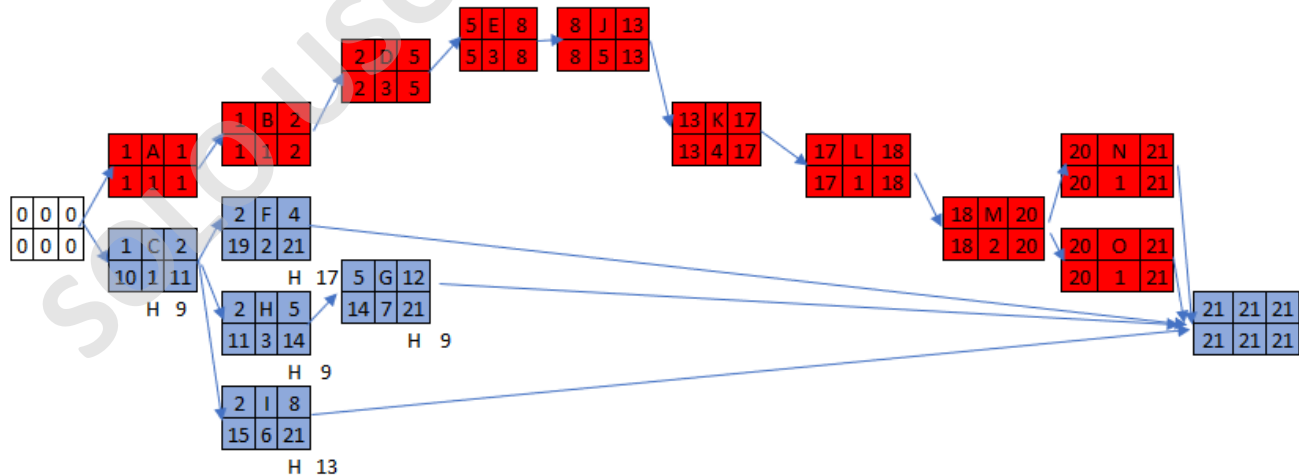 5 E 8
5 3 8
8 J 13
8 5 13
2 D 5
2 3 5
1 B 2
1 1 2
13 K 17
13 4 17
1 A 1
1 1 1
17 L 18
17 1 18
20 N 21
20 1 21
0 0 0
0 0 0
2 F 4
19 2 21
H 17
18 M 20
18 2 20
1 C 2
10 1 11
H 9
20 O 21
20 1 21
5 G 12
14 7 21
H 9
2 H 5
11 3 14
H 9
21 21 21
21 21 21
2 I 8
15 6 21
H 13
SOLO USO